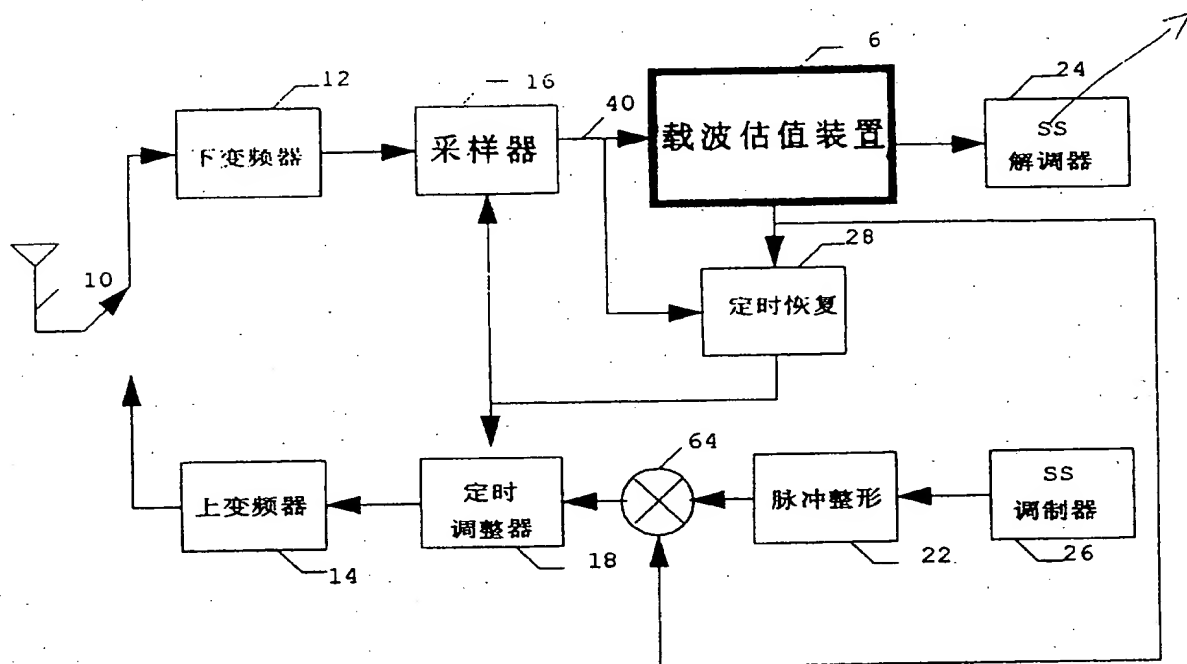 6
12
16
24
40
下变频器
采样器
载波估值装置
SS
解调器
10
28
定时恢复
64
上变频器
定时
调整器
脉冲整形
SS
调制器
14
18
22
26